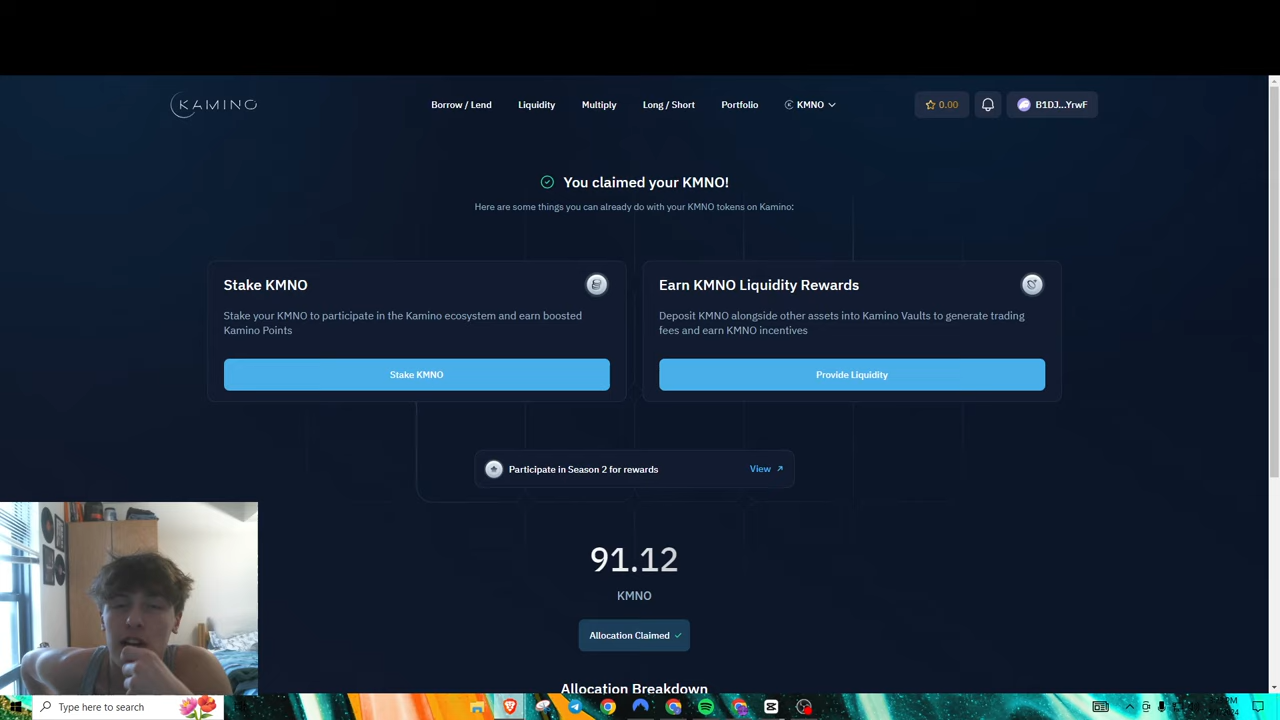 KAMINO
Borrow / Lend
Liquidity
Multiply
Long / Short
Portfolio
KMNO
0.00
B1DJ...YrwF
You claimed your KMNO!
Here are some things you can already do with your KMNO tokens on Kamino:
Stake KMNO
Stake your KMNO to participate in the Kamino ecosystem and earn boosted
Kamino Points
Stake KMNO
Earn KMNO Liquidity Rewards
Deposit KMNO alongside other assets into Kamino Vaults to generate trading
fees and earn KMNO incentives
Provide Liquidity
Participate in Season 2 for rewards
View
91.12
KMNO
Allocation Claimed
Allocation Breakdown
Type here to search